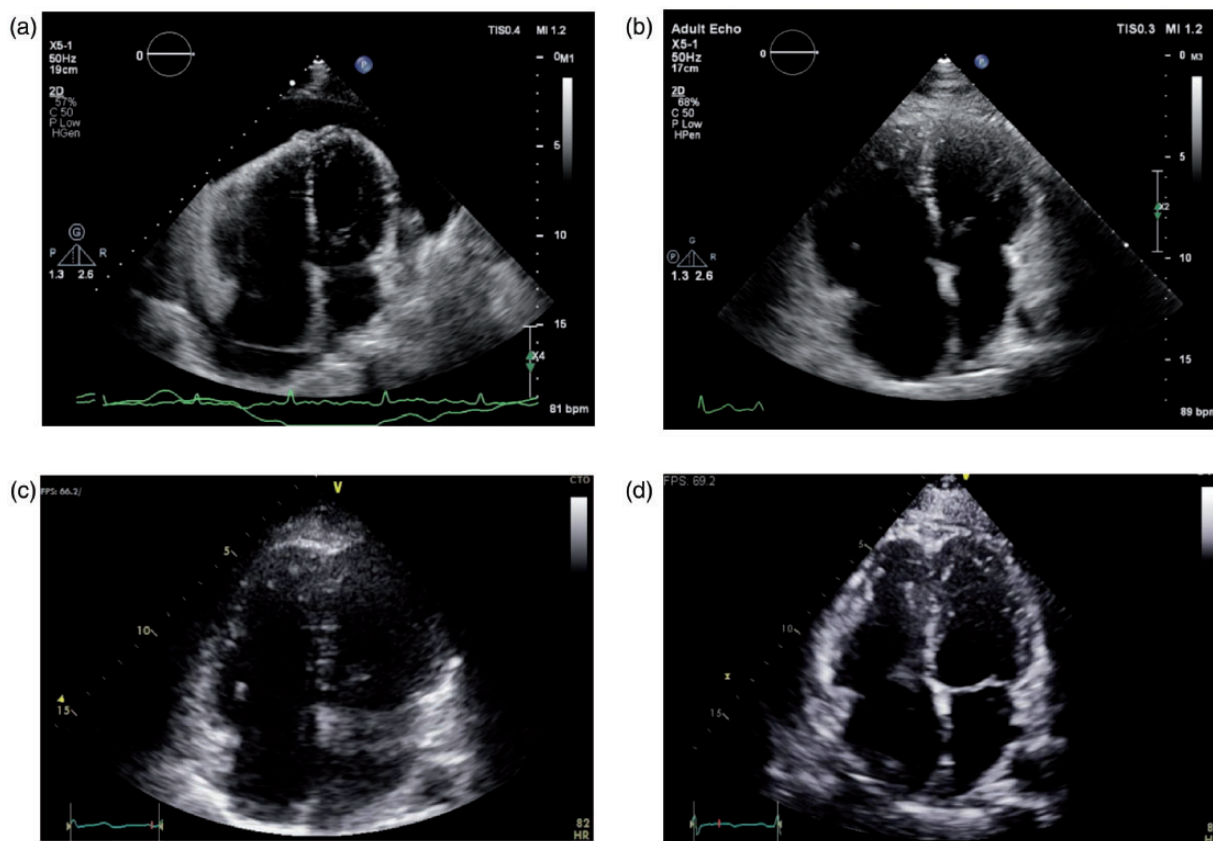 (a)
X5-1
50Hz
19cm
2D
57%
C 50
P Low
HGen
0
P
TIS0.4 MI 1.2
0
M1
5
10
15
X4
G
P R
1.3 2.6
81 bpm
(b)
Adult Echo
X5-1
50Hz
17cm
2D
68%
C 50
P Low
HPen
0
P
TIS0.3 MI 1.2
0
M3
5
X2
10
15
G
P R
1.3 2.6
89 bpm
(c)
FPS: 66.2/
V
CTO
5
10
15
82
HR
(d)
FPS: 69.2
V
5
10
15
8
HR